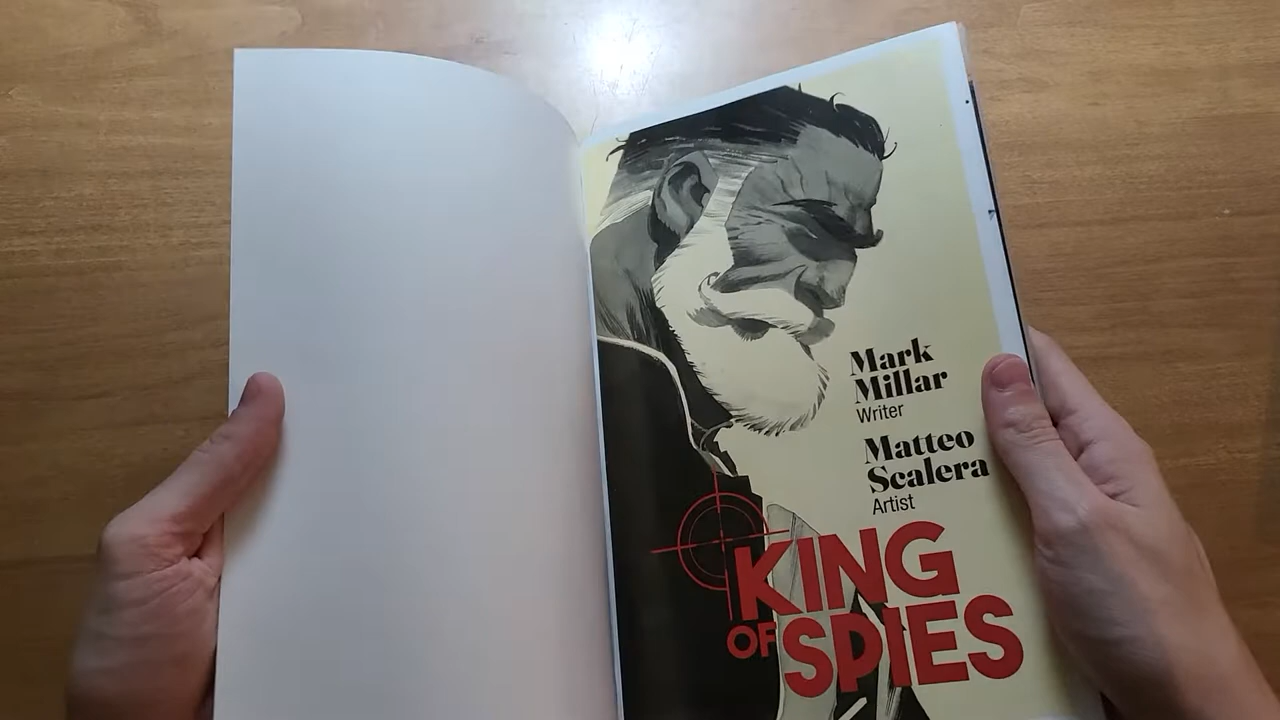 Mark
Millar
Writer
Matteo
Scalera
Artist
KING
OF SPIES